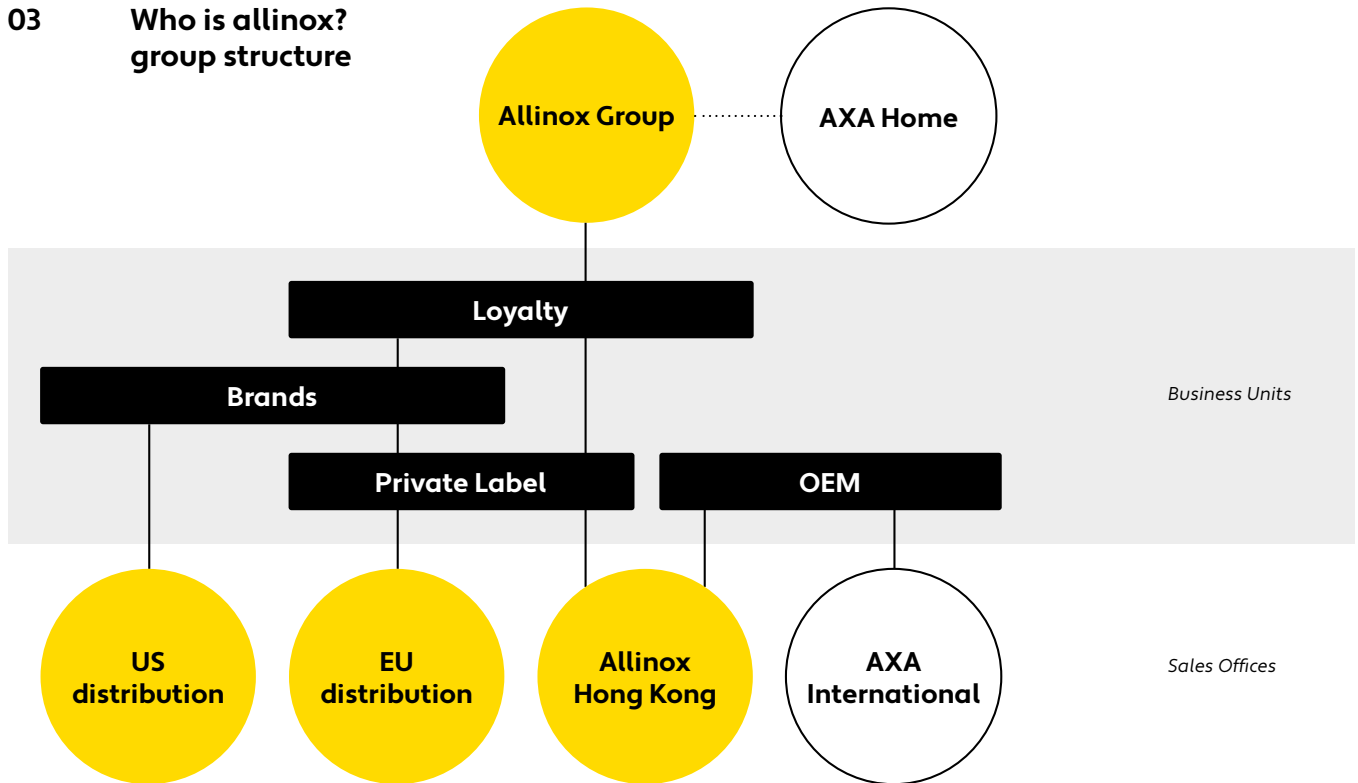 03
Who is allinox?
group structure
Allinox Group
AXA Home
Loyalty
Brands
Business Units
Private Label
OEM
US
distribution
EU
distribution
Allinox
Hong Kong
AXA
International
Sales Offices